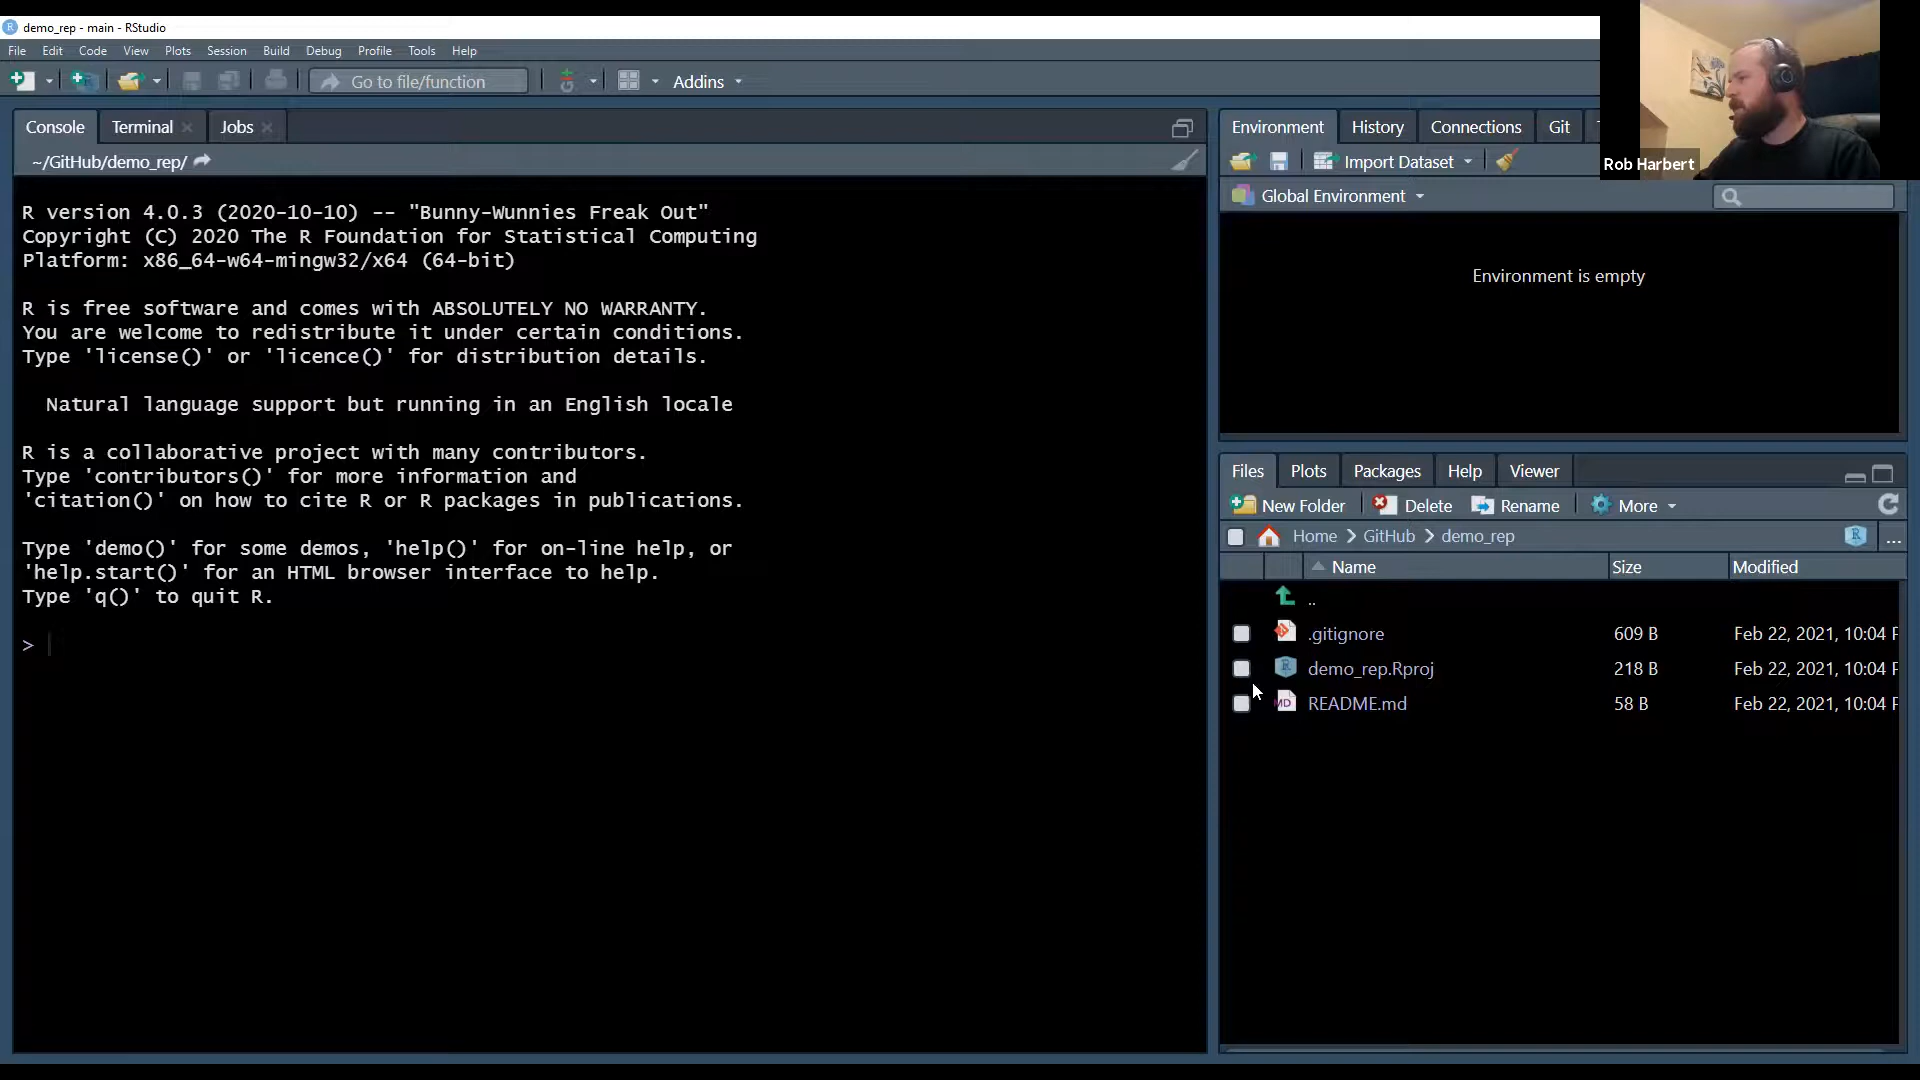 demo_rep - main - RStudio
File Edit Code View Plots Session Build Debug Profile Tools Help
Go to file/function
Addins
Console Terminal Jobs
~/GitHub/demo_rep/
R version 4.0.3 (2020-10-10) -- "Bunny-Wunnies Freak Out"
Copyright (C) 2020 The R Foundation for Statistical Computing
Platform: x86_64-w64-mingw32/x64 (64-bit)
R is free software and comes with ABSOLUTELY NO WARRANTY.
You are welcome to redistribute it under certain conditions.
Type 'license()' or 'licence()' for distribution details.
Natural language support but running in an English locale
R is a collaborative project with many contributors.
Type 'contributors()' for more information and
'citation()' on how to cite R or R packages in publications.
Type 'demo()' for some demos, 'help()' for on-line help, or
'help.start()' for an HTML browser interface to help.
Type 'q()' to quit R.
>
Environment History Connections Git
Import Dataset
Global Environment
Environment is empty
Rob Harbert
Files Plots Packages Help Viewer
New Folder Delete Rename More
Home GitHub demo_rep ...
Name Size Modified
..
.gitignore 609 B Feb 22, 2021, 10:04
demo_rep.Rproj 218 B Feb 22, 2021, 10:04
MD README.md 58 B Feb 22, 2021, 10:04